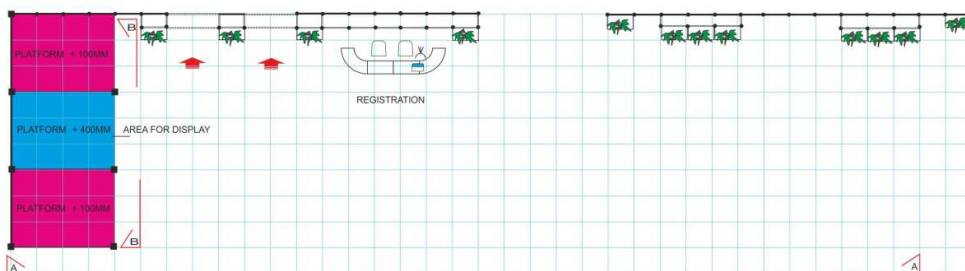 B
PLATFORM + 100MM
REGISTRATION
PLATFORM + 400MM AREA FOR DISPLAY
PLATFORM + 100MM
B
A A